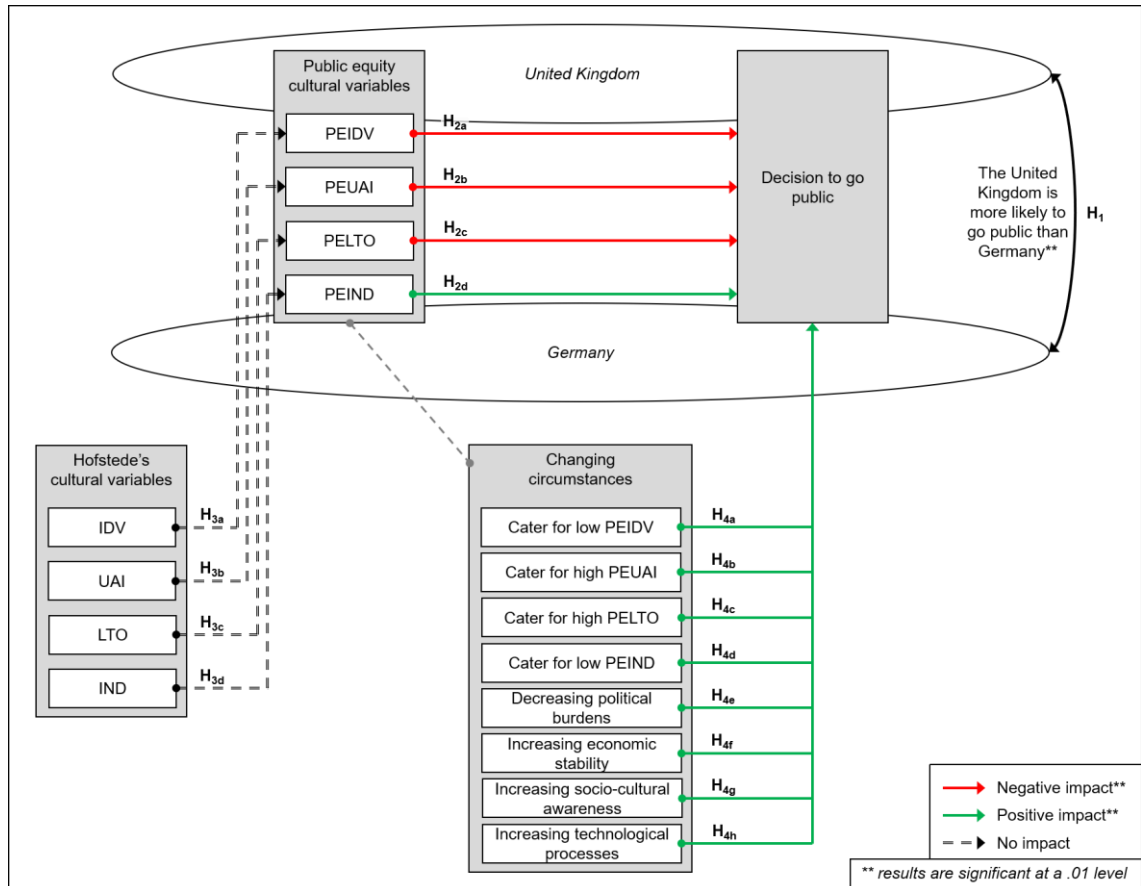 Public equity
cultural variables
PEIDV
PEUAI
PELTO
PEIND
United Kingdom
H2a
H2b
H2c
H2d
Decision to go
public
The United
Kingdom is
more likely to
go public than
Germany**
H1
Germany
Hofstede's
cultural variables
IDV
UAI
LTO
IND
H3a
H3b
H3c
H3d
Changing
circumstances
Cater for low PEIDV
Cater for high PEUAI
Cater for high PELTO
Cater for low PEIND
Decreasing political
burdens
Increasing economic
stability
Increasing socio-cultural
awareness
Increasing technological
processes
H4a
H4b
H4c
H4d
H4e
H4f
H4g
H4h
Negative impact**
Positive impact**
No impact
** results are significant at a .01 level